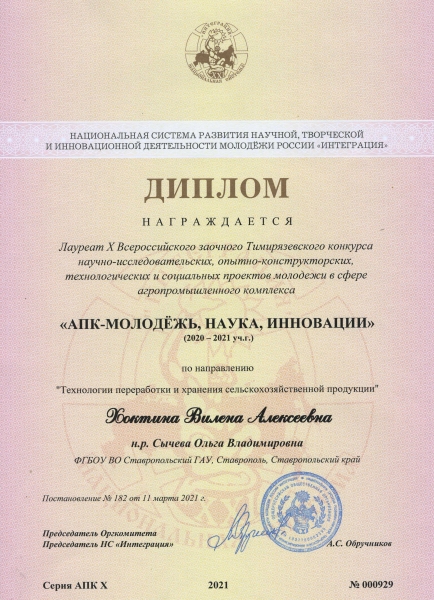 НАЦИОНАЛЬНАЯ СИСТЕМА РАЗВИТИЯ НАУЧНОЙ, ТВОРЧЕСКОЙ
И ИННОВАЦИОННОЙ ДЕЯТЕЛЬНОСТИ МОЛОДЁЖИ РОССИИ «ИНТЕГРАЦИЯ»
ДИПЛОМ
НАГРАЖДАЕТСЯ
Лауреат X Всероссийского заочного Тимирязевского конкурса
научно-исследовательских, опытно-конструкторских,
технологических и социальных проектов молодежи в сфере
агропромышленного комплекса
«АПК-МОЛОДЁЖЬ, НАУКА, ИННОВАЦИИ»
(2020 – 2021 уч.г.)
по направлению
"Технологии переработки и хранения сельскохозяйственной продукции"
Хоктина Вилена Алексеевна
н.р. Сычева Ольга Владимировна
ФГБОУ ВО Ставропольский ГАУ, Ставрополь, Ставропольский край
Постановление № 182 от 11 марта 2021 г.
Председатель Оргкомитета
Председатель НС «Интеграция» А.С. Обручников
Серия АПК X 2021 № 000929